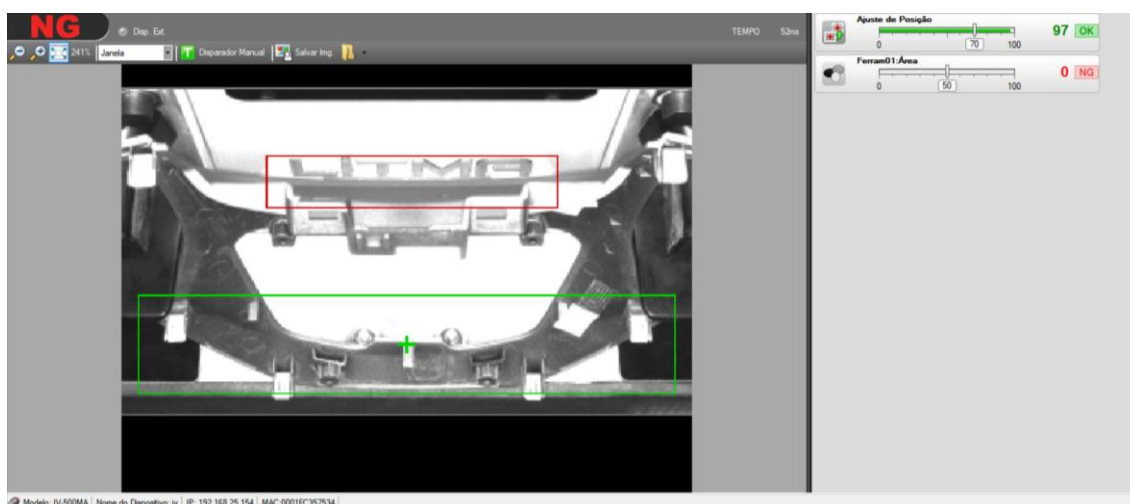 NG
Disp. Ext.
TEMPO 52ms
241% Janela Disparador Manual Salvar Img.
Ajuste de Posição
97 OK
0 70 100
Ferram01:Área
0 NG
0 50 100
Modelo: IV-500MA Nome do Dispositivo: iv IP: 192.168.25.154 MAC:0001FC357534